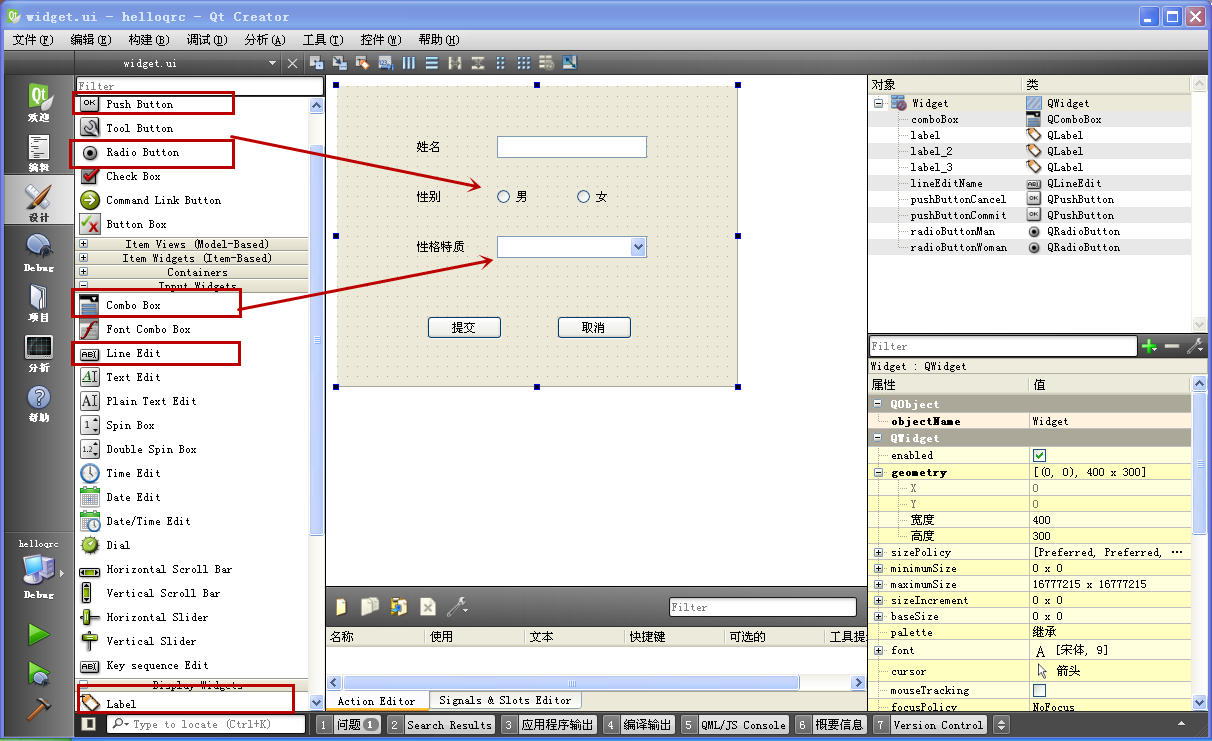 widget.ui - helloqrc - Qt Creator
文件(F) 编辑(E) 构建(B) 调试(D) 分析(A) 工具(T) 控件(W) 帮助(H)
widget.ui
欢迎
编辑
设计
Debug
项目
分析
帮助
helloqrc
Debug
Filter
OK Push Button
Tool Button
Radio Button
Check Box
Command Link Button
Button Box
Item Views (Model-Based)
Item Widgets (Item-Based)
Containers
Input Widgets
Combo Box
Font Combo Box
ABI Line Edit
AI Text Edit
AI Plain Text Edit
1 Spin Box
1.2 Double Spin Box
Time Edit
Date Edit
Date/Time Edit
Dial
Horizontal Scroll Bar
Vertical Scroll Bar
Horizontal Slider
Vertical Slider
ABI Key sequence Edit
Display Widgets
Label
姓名
性别 男 女
性格特质
提交 取消
Filter
名称 使用 文本 快捷键 可选的 工具提
Action Editor Signals & Slots Editor
对象 类
Widget QWidget
comboBox QComboBox
label QLabel
label_2 QLabel
label_3 QLabel
lineEditName ABI QLineEdit
pushButtonCancel OK QPushButton
pushButtonCommit OK QPushButton
radioButtonMan QRadioButton
radioButtonWoman QRadioButton
Filter
Widget : QWidget
属性 值
QObject
objectName Widget
QWidget
enabled
geometry [(0, 0), 400 x 300]
X 0
Y 0
宽度 400
高度 300
sizePolicy [Preferred, Preferred, ...
minimumSize 0 x 0
maximumSize 16777215 x 16777215
sizeIncrement 0 x 0
baseSize 0 x 0
palette 继承
font A [宋体, 9]
cursor 箭头
mouseTracking
focusPolicy NoFocus
Type to locate (Ctrl+K) 1 问题 1 2 Search Results 3 应用程序输出 4 编译输出 5 QML/JS Console 6 概要信息 7 Version Control